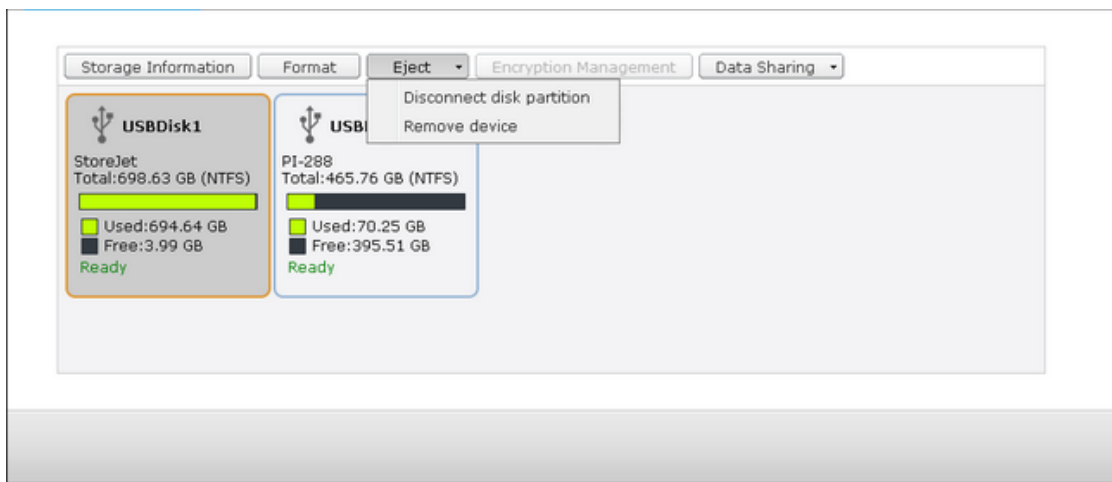 Storage Information Format Eject Encryption Management Data Sharing
Disconnect disk partition
Remove device
USBDisk1
StoreJet
Total:698.63 GB (NTFS)
Used:694.64 GB
Free:3.99 GB
Ready
PI-288
Total:465.76 GB (NTFS)
Used:70.25 GB
Free:395.51 GB
Ready